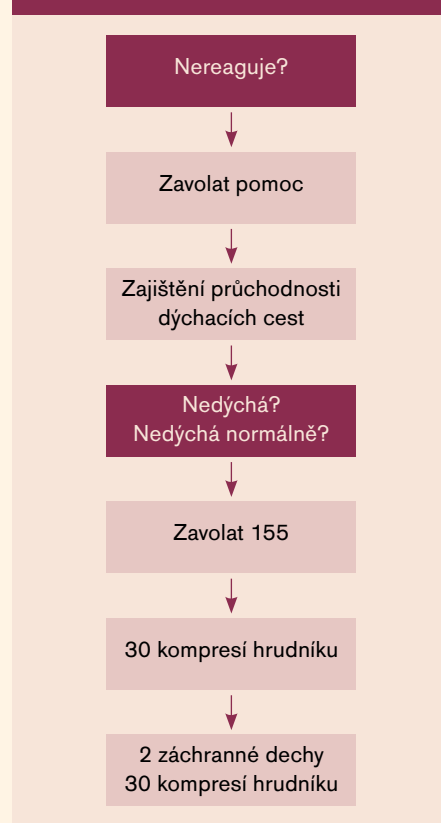 Nereaguje?
Zavolat pomoc
Zajištění průchodnosti
dýchacích cest
Nedýchá?
Nedýchá normálně?
Zavolat 155
30 kompresí hrudníku
2 záchranné dechy
30 kompresí hrudníku